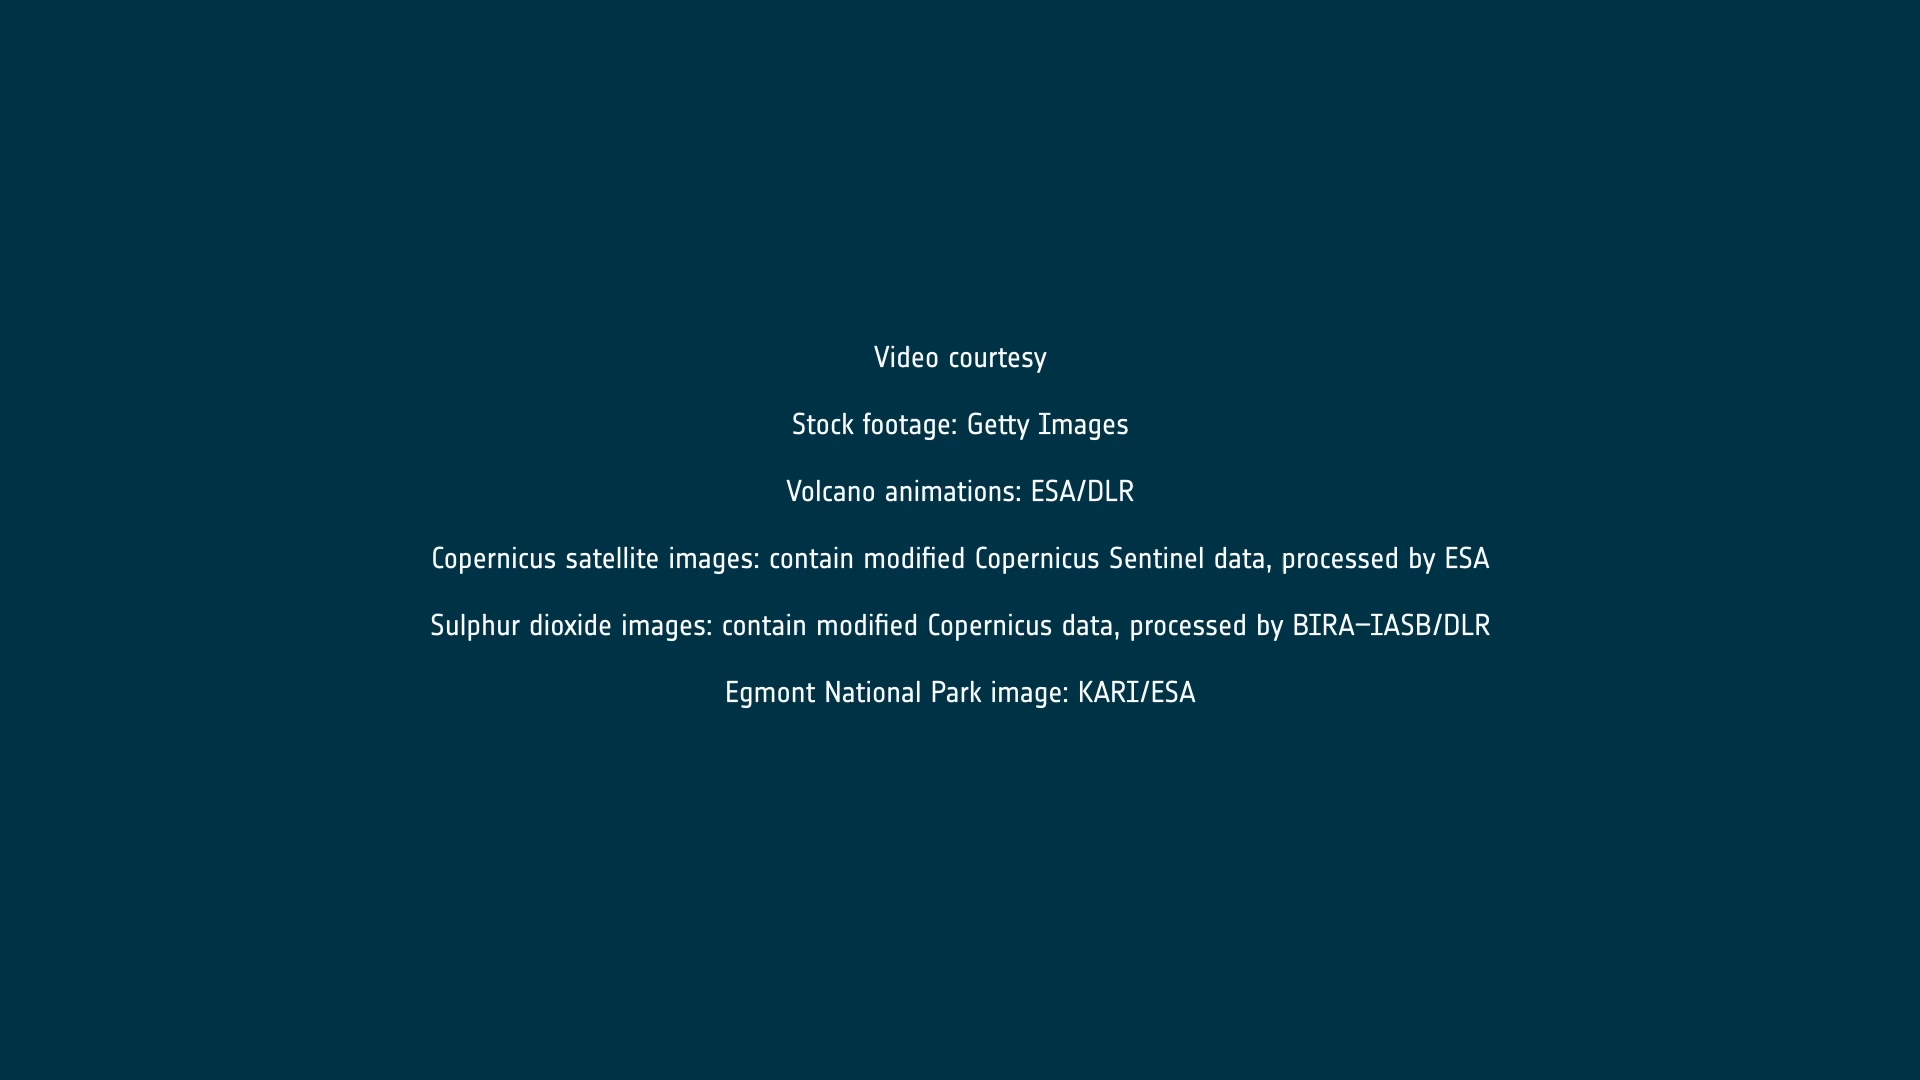 Video courtesy
Stock footage: Getty Images
Volcano animations: ESA/DLR
Copernicus satellite images: contain modified Copernicus Sentinel data, processed by ESA
Sulphur dioxide images: contain modified Copernicus data, processed by BIRA–IASB/DLR
Egmont National Park image: KARI/ESA